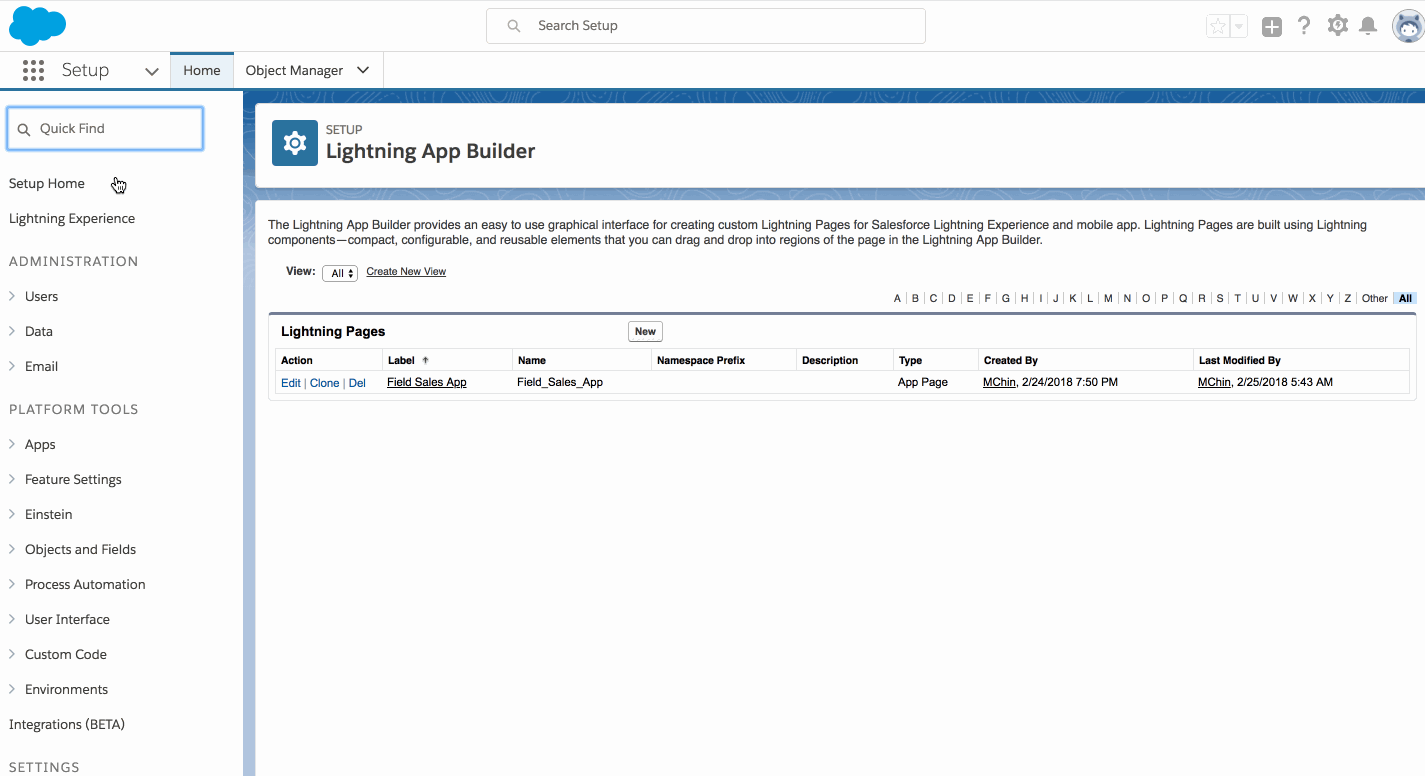 Search Setup
Setup
Home
Object Manager
Quick Find
Setup Home
Lightning Experience
ADMINISTRATION
Users
Data
Email
PLATFORM TOOLS
Apps
Feature Settings
Einstein
Objects and Fields
Process Automation
User Interface
Custom Code
Environments
Integrations (BETA)
SETTINGS
SETUP
Lightning App Builder
The Lightning App Builder provides an easy to use graphical interface for creating custom Lightning Pages for Salesforce Lightning Experience and mobile app. Lightning Pages are built using Lightning
components—compact, configurable, and reusable elements that you can drag and drop into regions of the page in the Lightning App Builder.
View: All Create New View
A | B | C | D | E | F | G | H | I | J | K | L | M | N | O | P | Q | R | S | T | U | V | W | X | Y | Z | Other | All
Lightning Pages New
Action Label Name Namespace Prefix Description Type Created By Last Modified By
Edit | Clone | Del Field Sales App Field_Sales_App App Page MChin, 2/24/2018 7:50 PM MChin, 2/25/2018 5:43 AM